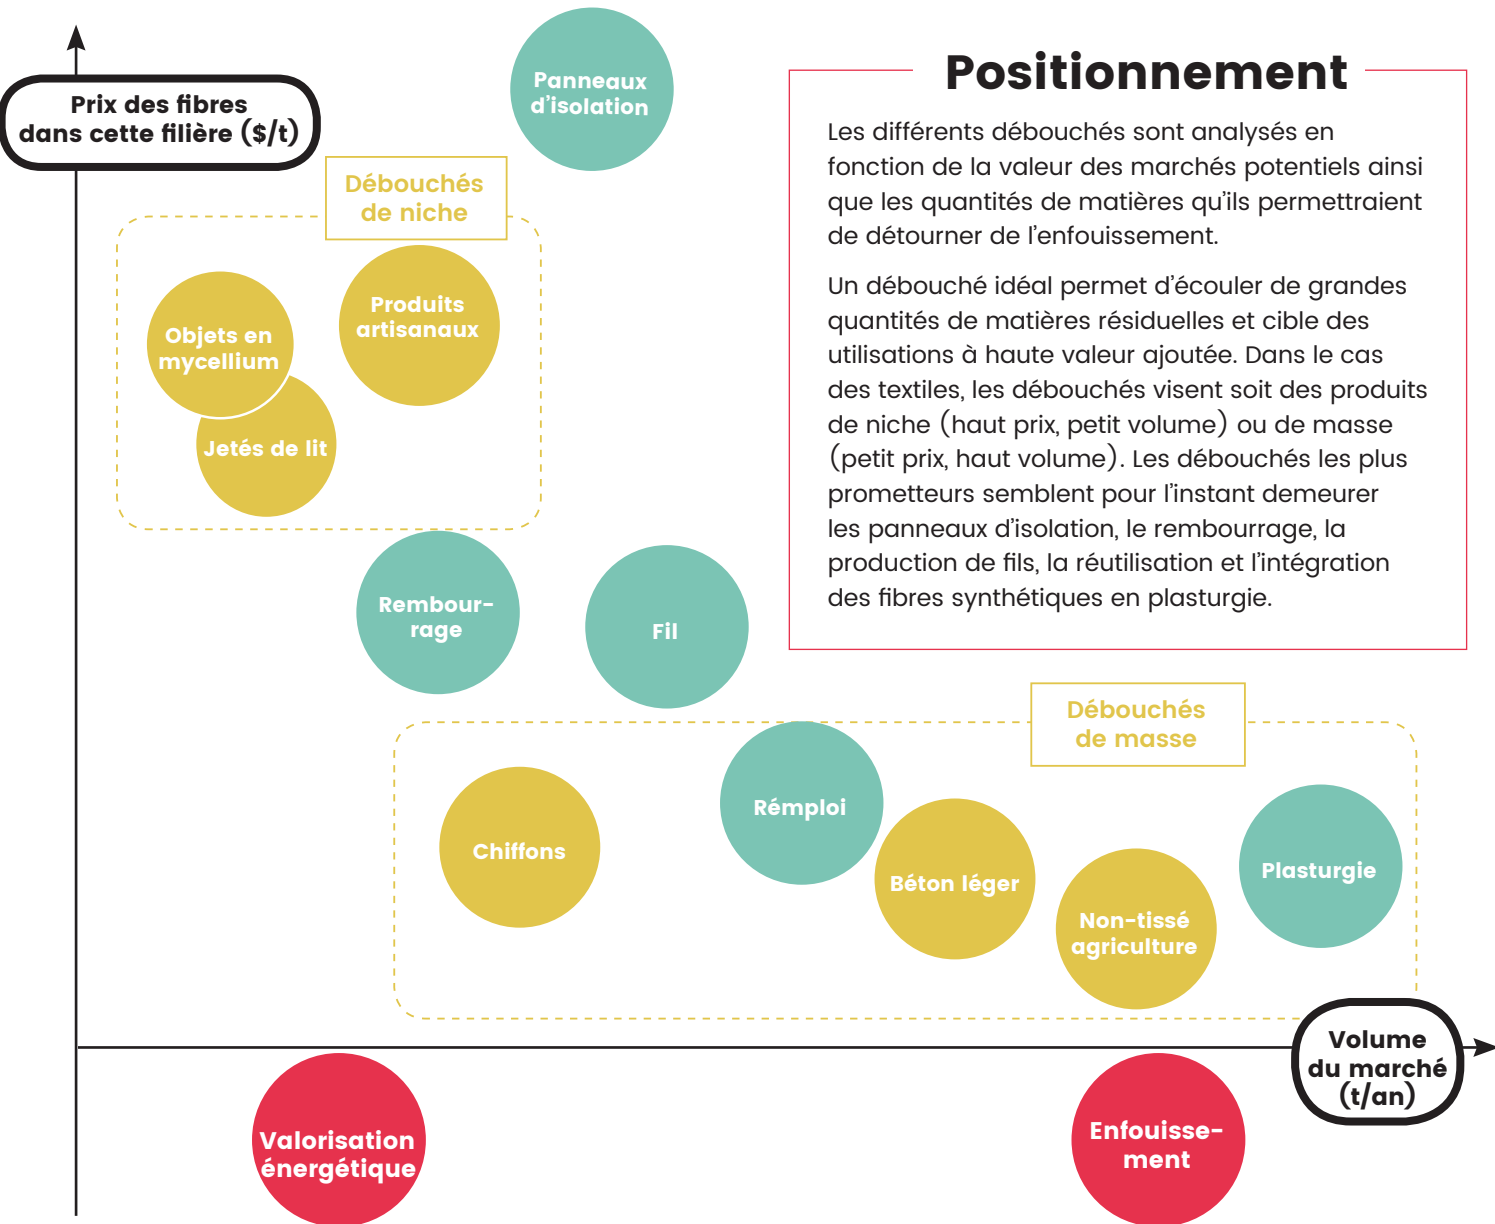 Panneaux
d'isolation
Prix des fibres
dans cette filière ($/t)
Débouchés
de niche
Produits
artisanaux
Objets en
mycellium
Jetés de lit
Positionnement
Les différents débouchés sont analysés en
fonction de la valeur des marchés potentiels ainsi
que les quantités de matières qu'ils permettraient
de détourner de l'enfouissement.
Un débouché idéal permet d'écouler de grandes
quantités de matières résiduelles et cible des
utilisations à haute valeur ajoutée. Dans le cas
des textiles, les débouchés visent soit des produits
de niche (haut prix, petit volume) ou de masse
(petit prix, haut volume). Les débouchés les plus
prometteurs semblent pour l'instant demeurer
les panneaux d'isolation, le rembourrage, la
production de fils, la réutilisation et l'intégration
des fibres synthétiques en plasturgie.
Rembour-
rage
Fil
Débouchés
de masse
Chiffons
Rémploi
Béton léger
Non-tissé
agriculture
Plasturgie
Volume
du marché
(t/an)
Valorisation
énergétique
Enfouisse-
ment